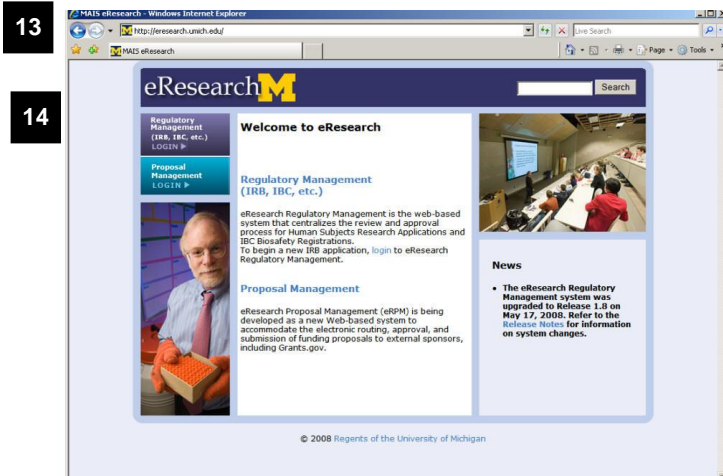 13
14
MAIS eResearch - Windows Internet Explorer
http://eresearch.umich.edu/
Live Search
MAIS eResearch
Page
Tools
eResearch M
Search
Regulatory
Management
(IRB, IBC, etc.)
LOGIN
Proposal
Management
LOGIN
Welcome to eResearch
Regulatory Management
(IRB, IBC, etc.)
eResearch Regulatory Management is the web-based
system that centralizes the review and approval
process for Human Subjects Research Applications and
IBC Biosafety Registrations.
To begin a new IRB application, login to eResearch
Regulatory Management.
Proposal Management
eResearch Proposal Management (eRPM) is being
developed as a new Web-based system to
accommodate the electronic routing, approval, and
submission of funding proposals to external sponsors,
including Grants.gov.
News
• The eResearch Regulatory
Management system was
upgraded to Release 1.8 on
May 17, 2008. Refer to the
Release Notes for information
on system changes.
© 2008 Regents of the University of Michigan